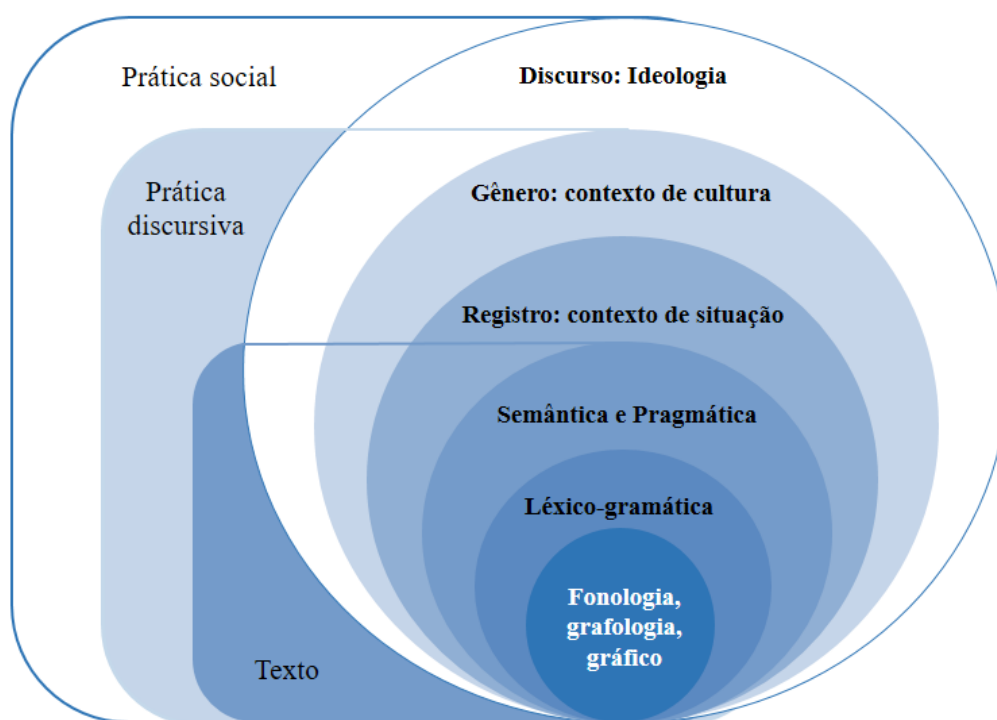 Prática social
Discurso: Ideologia
Prática
discursiva
Gênero: contexto de cultura
Registro: contexto de situação
Semântica e Pragmática
Léxico-gramática
Fonologia,
grafologia,
gráfico
Texto